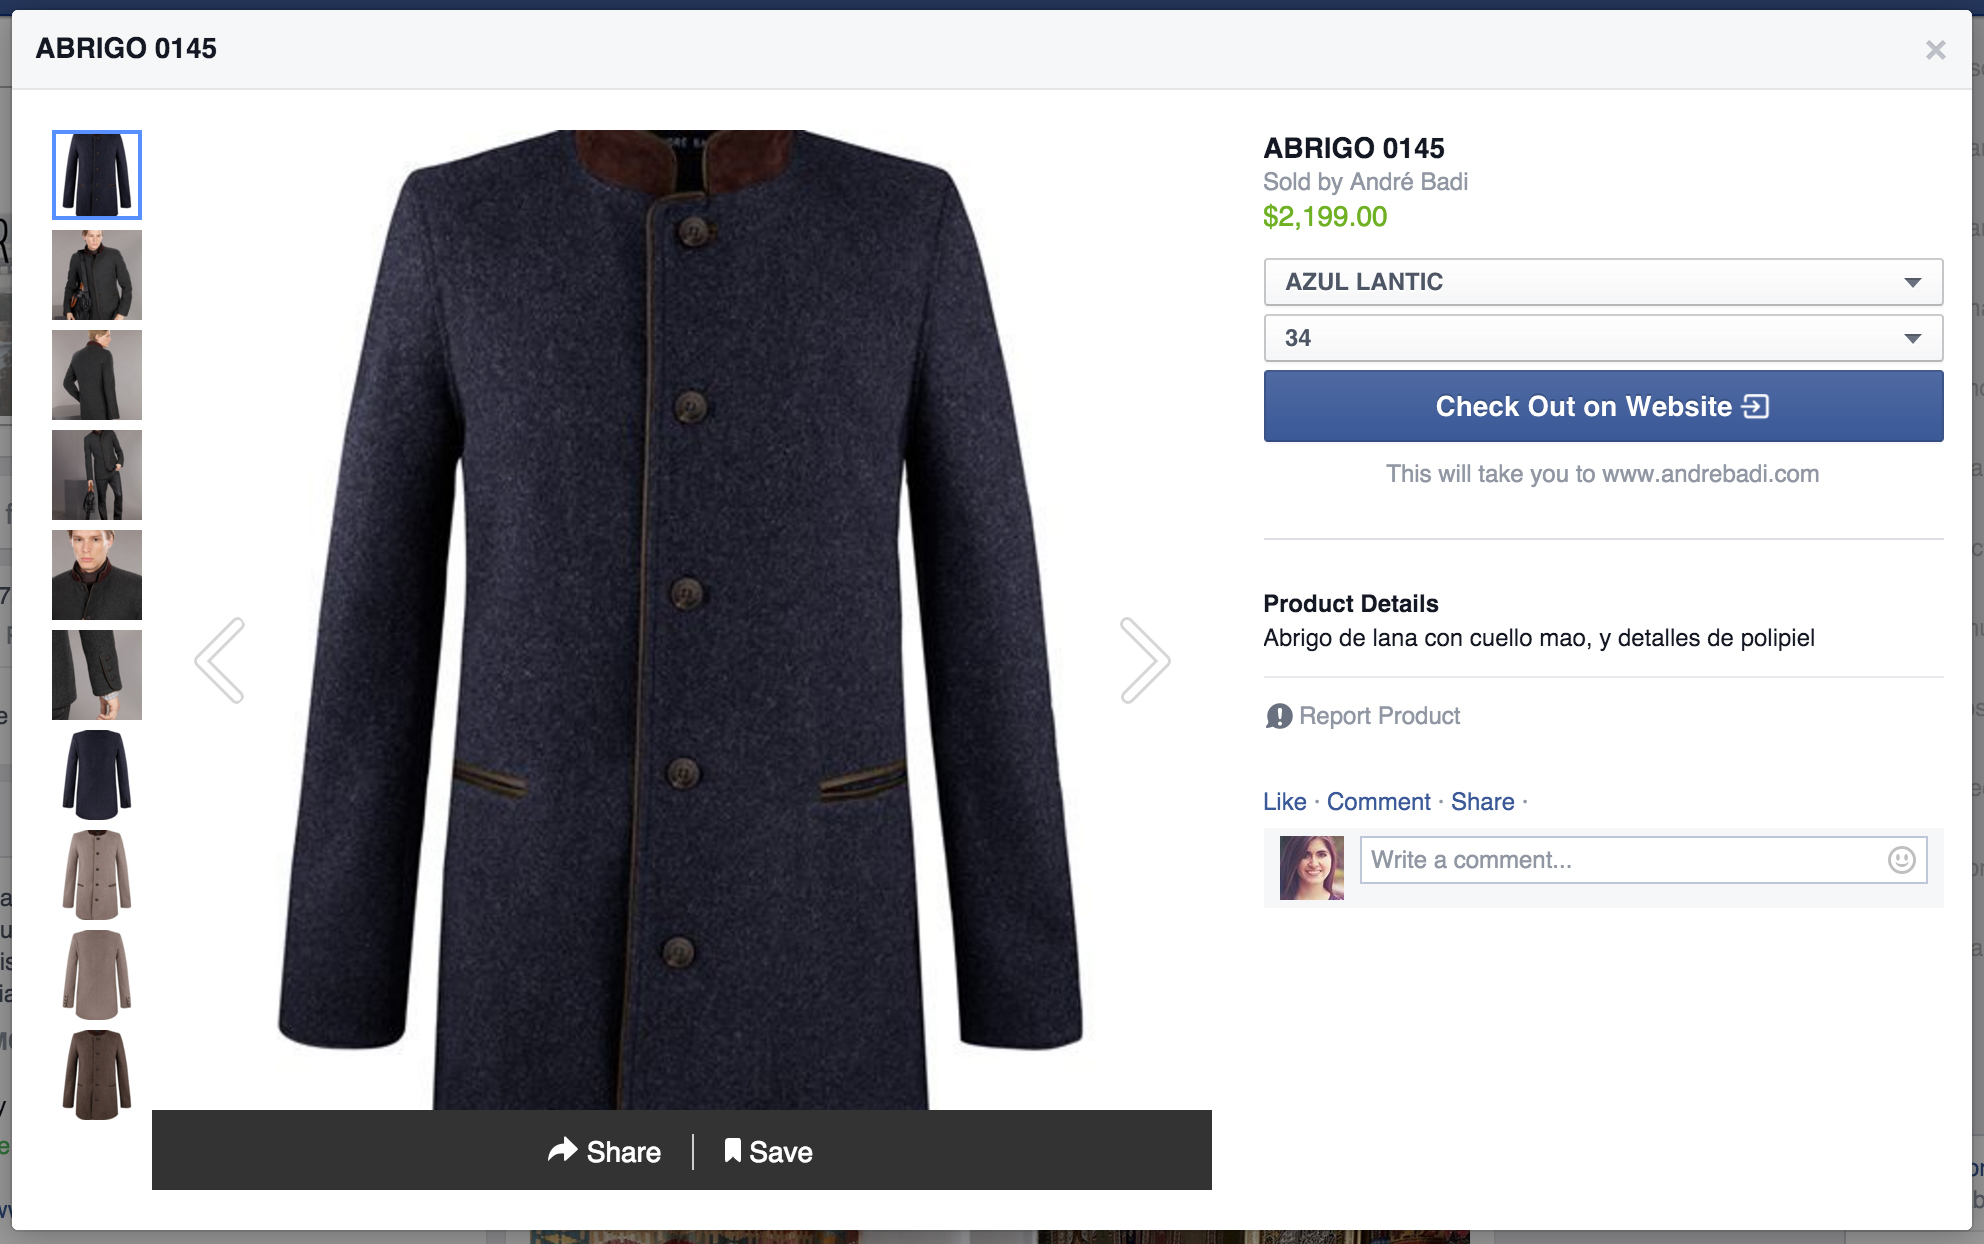 ABRIGO 0145
ABRIGO 0145
Sold by André Badi
$2,199.00
AZUL LANTIC
34
Check Out on Website
This will take you to www.andrebadi.com
Product Details
Abrigo de lana con cuello mao, y detalles de polipiel
Report Product
Like · Comment · Share ·
Write a comment...
Share
Save